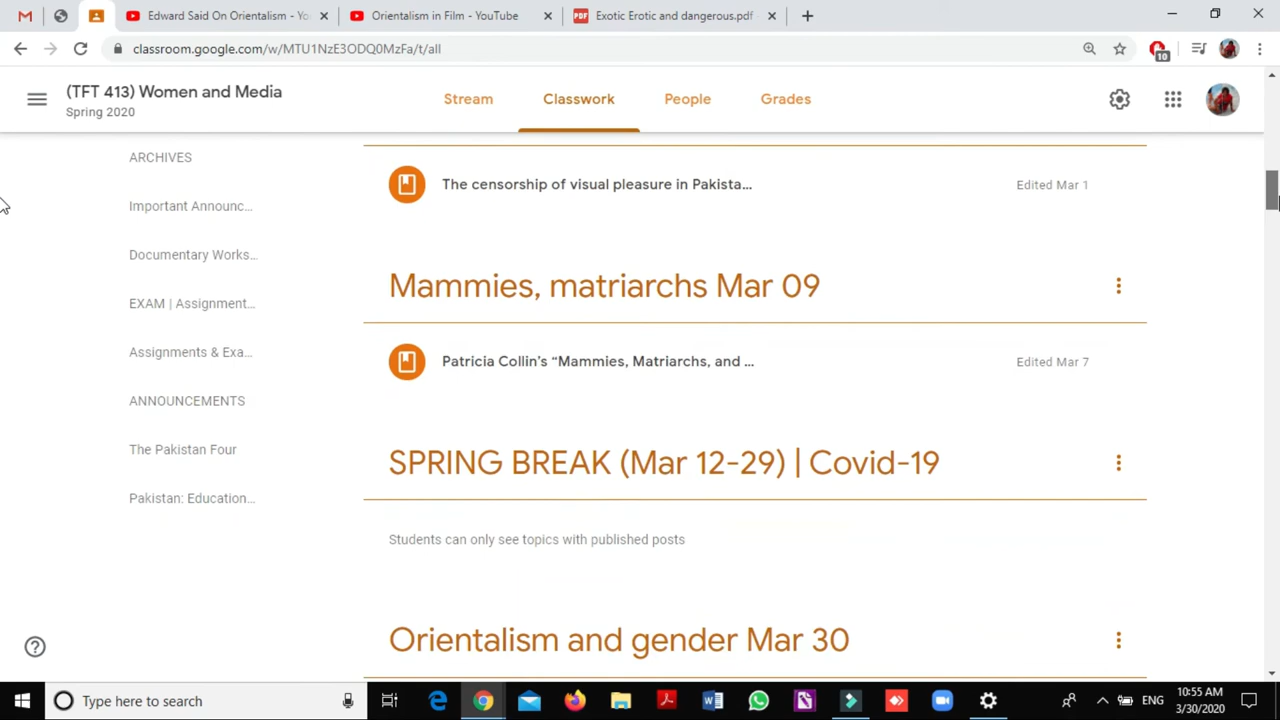 Edward Said On Orientalism - Yo
Orientalism in Film - YouTube
PDF
Exotic Erotic and dangerous.pdf
classroom.google.com/w/MTU1NzE3ODQ0MzFa/t/all
10
(TFT 413) Women and Media
Spring 2020
Stream
Classwork
People
Grades
ARCHIVES
Important Announc...
Documentary Works...
EXAM | Assignment...
Assignments & Exa...
ANNOUNCEMENTS
The Pakistan Four
Pakistan: Education...
The censorship of visual pleasure in Pakista...
Edited Mar 1
Mammies, matriarchs Mar 09
Patricia Collin's “Mammies, Matriarchs, and ...
Edited Mar 7
SPRING BREAK (Mar 12-29) | Covid-19
Students can only see topics with published posts
Orientalism and gender Mar 30
Type here to search
ENG
10:55 AM
3/30/2020